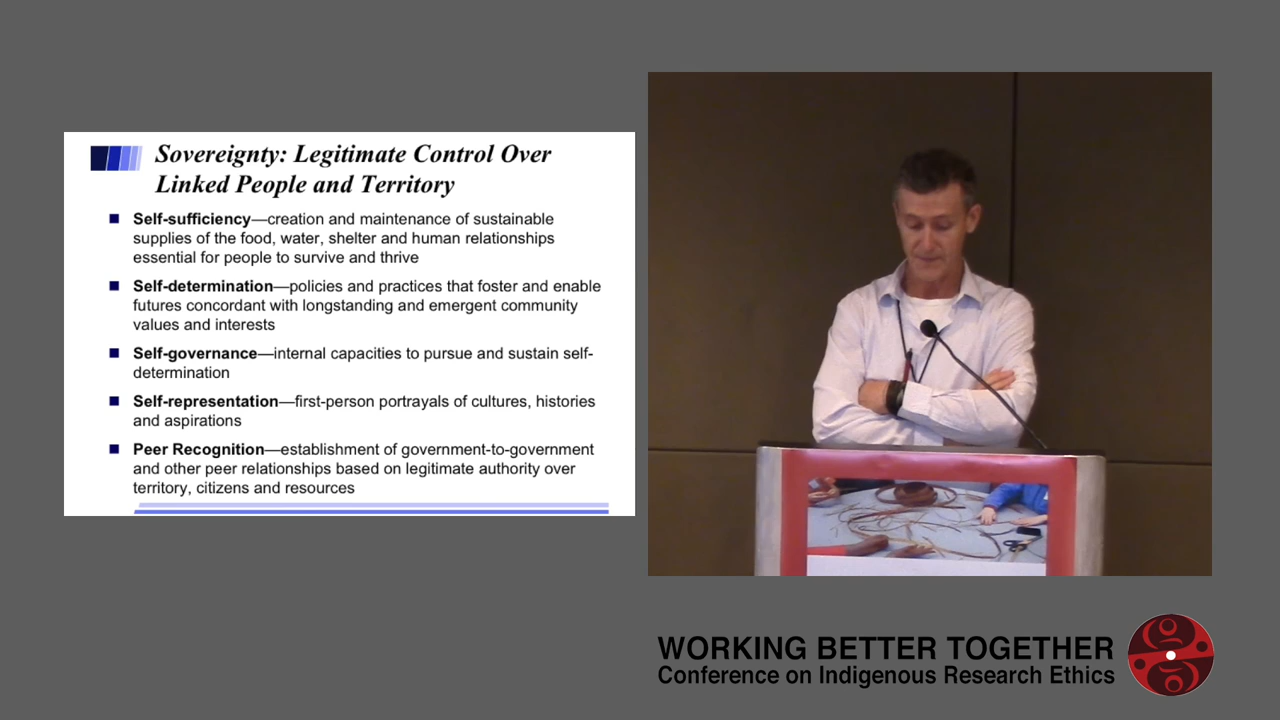 Sovereignty: Legitimate Control Over
Linked People and Territory
Self-sufficiency—creation and maintenance of sustainable
supplies of the food, water, shelter and human relationships
essential for people to survive and thrive
Self-determination—policies and practices that foster and enable
futures concordant with longstanding and emergent community
values and interests
Self-governance—internal capacities to pursue and sustain self-
determination
Self-representation—first-person portrayals of cultures, histories
and aspirations
Peer Recognition—establishment of government-to-government
and other peer relationships based on legitimate authority over
territory, citizens and resources
WORKING BETTER TOGETHER
Conference on Indigenous Research Ethics